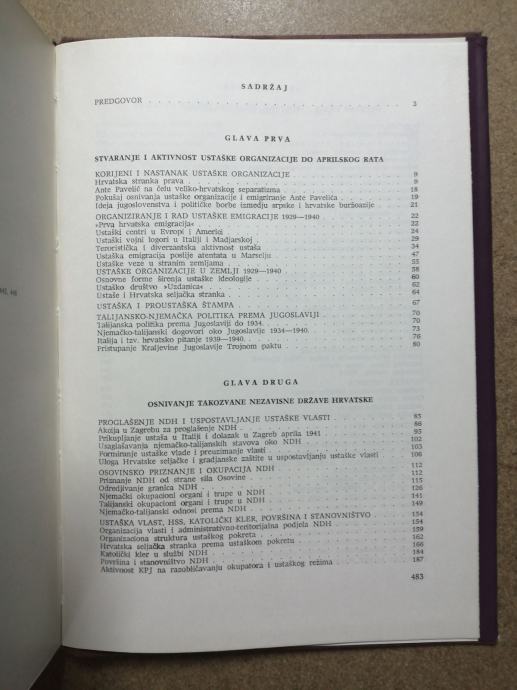 SADRŽAJ
PREDGOVOR . . . . . . . . . . . . . . . . . . . 3
GLAVA PRVA
STVARANJE I AKTIVNOST USTAŠKE ORGANIZACIJE DO APRILSKOG RATA
KORIJENI I NASTANAK USTAŠKE ORGANIZACIJE 9
Hrvatska stranka prava 9
Ante Pavelić na čelu veliko-hrvatskog separatizma 18
Pokušaj osnivanja ustaške organizacije i emigriranje Ante Pavelića 19
Ideja jugoslovenstva i političke borbe između srpske i hrvatske buržoazije 21
ORGANIZIRANJE I RAD USTAŠKE EMIGRACIJE 1929—1940 22
»Prva hrvatska emigracija« 22
Ustaški centri u Evropi i Americi 24
Ustaški vojni logori u Italiji i Madjarskoj 29
Teroristička i diverzantska aktivnost ustaša 34
Ustaška emigracija poslije atentata u Marselju 47
Ustaške veze u stranim zemljama 55
USTAŠKE ORGANIZACIJE U ZEMLJI 1929—1940 58
Osnovne forme širenja ustaške ideologije 60
Ustaško društvo »Uzdanica« 62
Ustaše i Hrvatska seljačka stranka 64
USTAŠKA I PROUSTAŠKA ŠTAMPA 67
TALIJANSKO-NJEMAČKA POLITIKA PREMA JUGOSLAVIJI 70
Talijanska politika prema Jugoslaviji do 1934. 70
Njemačko-talijanski dogovori oko Jugoslavije 1934—1940. 73
Italija i tzv. hrvatsko pitanje 1939—1940. 76
Pristupanje Kraljevine Jugoslavije Trojnom paktu 80
GLAVA DRUGA
OSNIVANJE TAKOZVANE NEZAVISNE DRŽAVE HRVATSKE
PROGLAŠENJE NDH I USPOSTAVLJANJE USTAŠKE VLASTI 85
Akcija u Zagrebu za proglašenje NDH 86
Prikupljanje ustaša u Italiji i dolazak u Zagreb aprila 1941 93
Usaglašavanja njemačko-talijanskih stavova oko NDH 102
Formiranje ustaške vlade i preuzimanje vlasti 103
Uloga Hrvatske seljačke i gradjanske zaštite u uspostavljanju ustaške vlasti 106
OSOVINSKO PRIZNANJE I OKUPACIJA NDH 112
Priznanje NDH od strane sila Osovine 112
Određivanje granica NDH 115
Njemački okupacioni organi i trupe u NDH 126
Talijanski okupacioni organi i trupe u NDH 141
Njemačko-talijanski odnosi prema NDH 149
USTAŠKA VLAST, HSS, KATOLIČKI KLER, POVRŠINA I STANOVNIŠTVO 154
Organizacija vlasti i administrativno-teritorijalna podjela NDH 154
Organizaciona struktura ustaškog pokreta 159
Hrvatska seljačka stranka prema ustaškom pokretu 162
Katolički kler u službi NDH 166
Površina i stanovništvo NDH 184
Aktivnost KPJ na razobličavanju okupatora i ustaškog režima 187
483